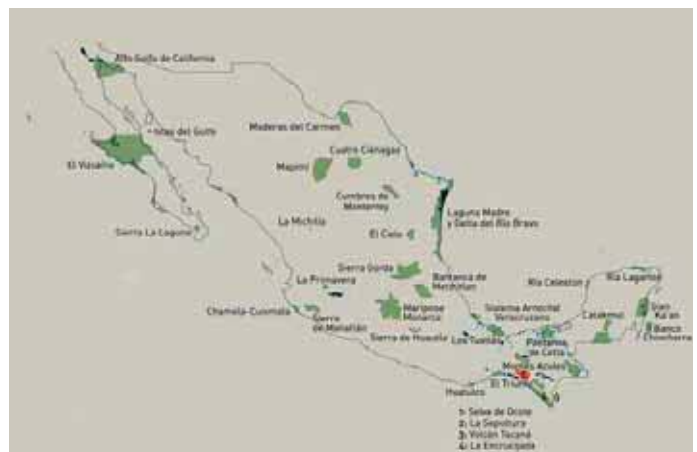 Alto Golfo de California
Islas del Golfo
Maderas del Carmen
Cuatro Ciénagas
El Vizcaíno
Mapimí
Cumbres de
Monterrey
Laguna Madre
y Delta del Río Bravo
La Michilía
El Cielo
Sierra La Laguna
Sierra Gorda
Barranca de
Metztitlán
La Primavera
Ría Celestún
Ría Lagartos
Chamela-Cuixmala
Sierra
de Manatlán
Mariposa
Monarca
Sistema Arrecifal
Veracruzano
Calakmul
Sian
Ka'an
Banco
Chinchorro
Sierra de Huautla
Los Tuxtlas
Pantanos
de Centla
Montes Azules
El Triunfo
Huatulco
1. Selva de Ocote
2. La Sepultura
3. Volcán Tacaná
4. La Encrucijada